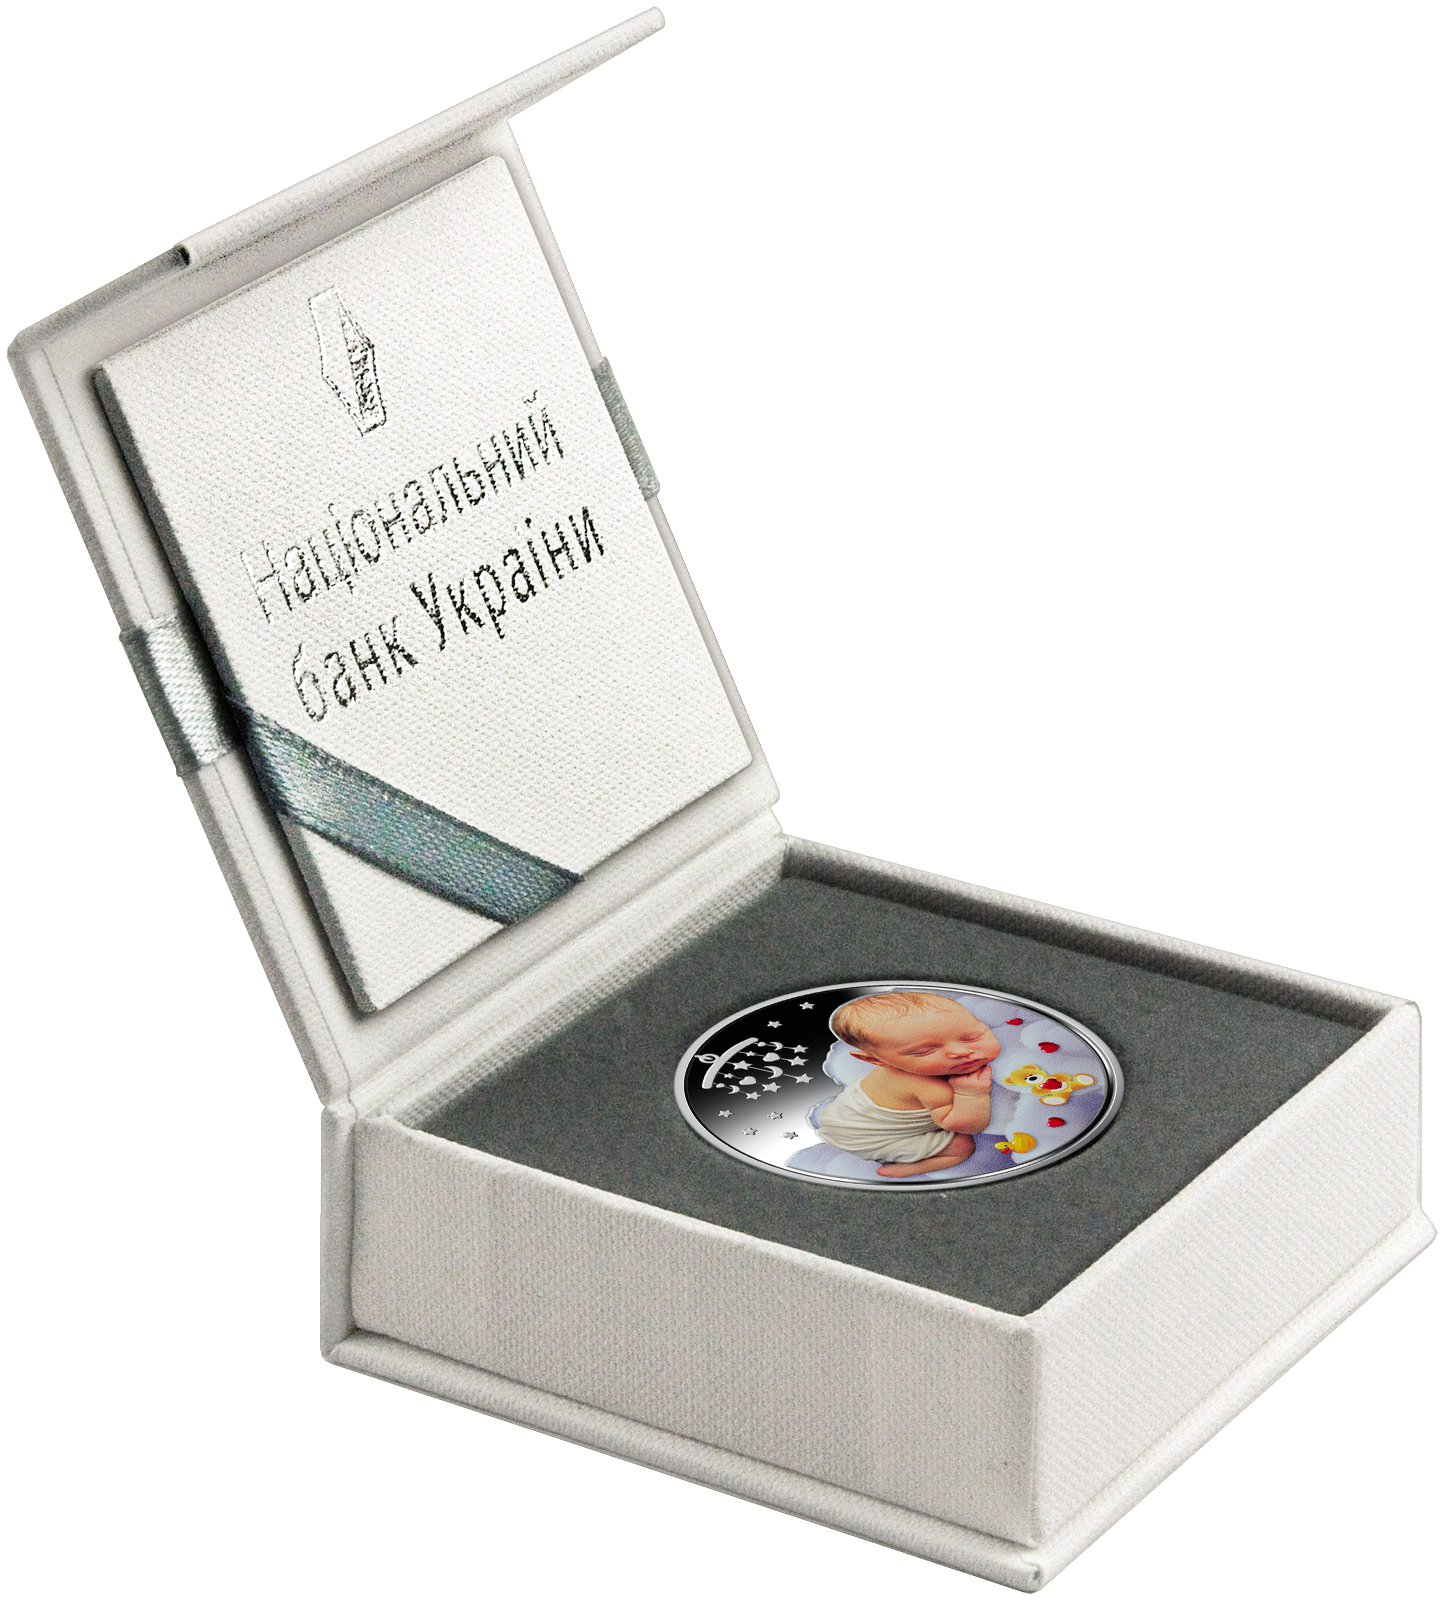 Національний
банк України